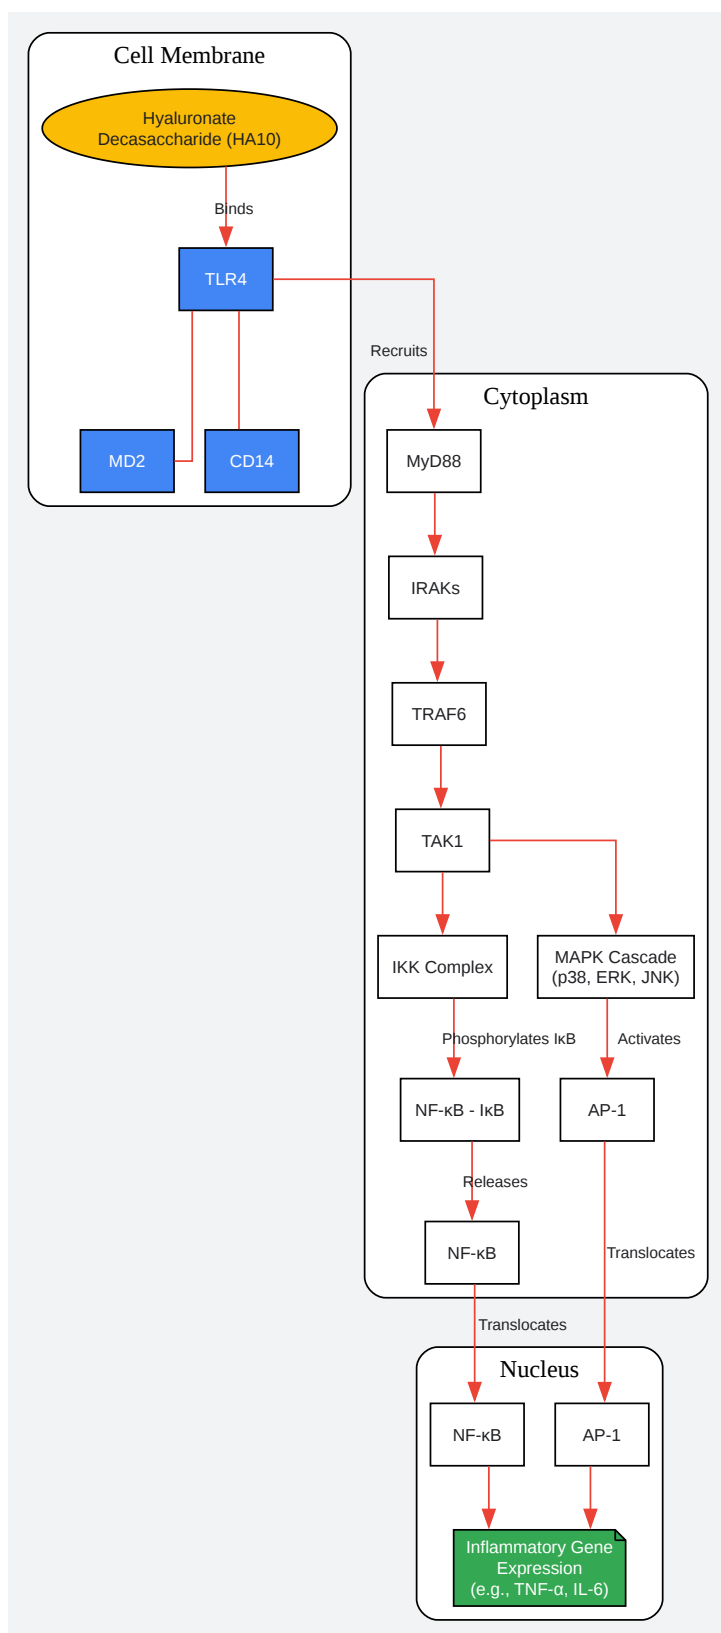 Cell Membrane
Hyaluronate
Decasaccharide (HA10)
Binds
TLR4
Recruits
MD2
CD14
Cytoplasm
MyD88
IRAKs
TRAF6
TAK1
IKK Complex
MAPK Cascade
(p38, ERK, JNK)
Phosphorylates IκB
Activates
NF-κB - IκB
AP-1
Releases
NF-κB
Translocates
Translocates
Nucleus
NF-κB
AP-1
Inflammatory Gene
Expression
(e.g., TNF-α, IL-6)